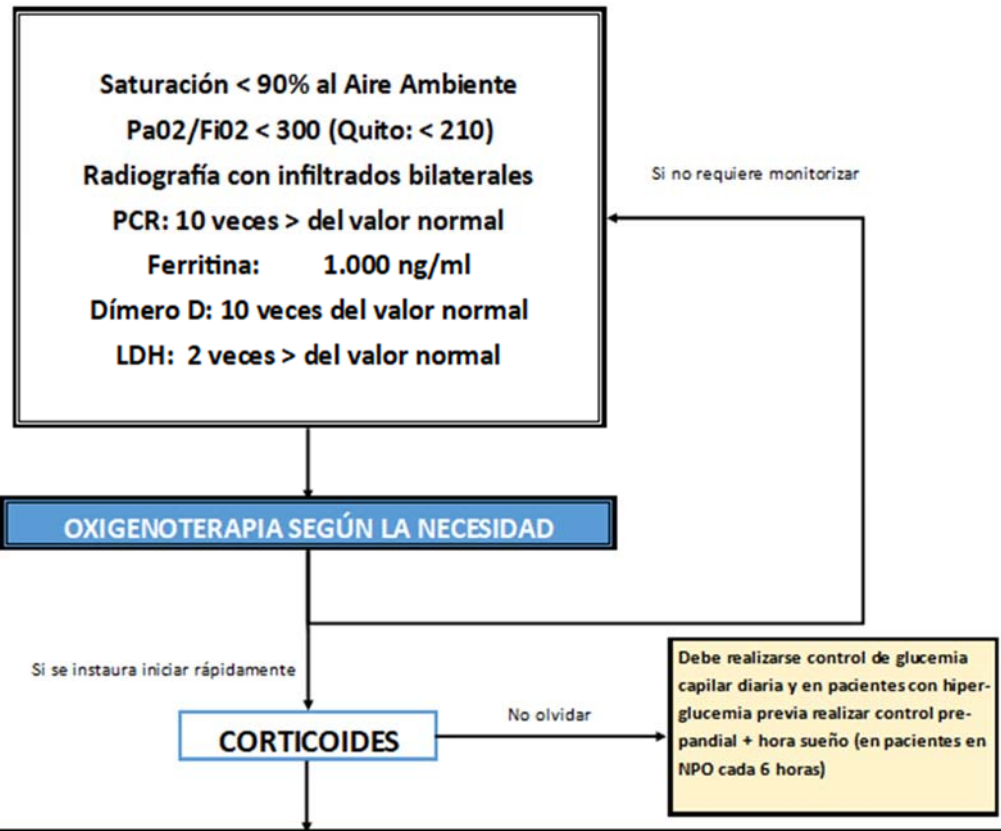 Saturación < 90% al Aire Ambiente
Pa02/Fi02 < 300 (Quito: < 210)
Radiografía con infiltrados bilaterales
PCR: 10 veces > del valor normal
Ferritina: 1.000 ng/ml
Dímero D: 10 veces del valor normal
LDH: 2 veces > del valor normal
Si no requiere monitorizar
OXIGENOTERAPIA SEGÚN LA NECESIDAD
Si se instaura iniciar rápidamente
CORTICOIDES
No olvidar
Debe realizarse control de glucemia
capilar diaria y en pacientes con hiper-
glucemia previa realizar control pre-
pandial + hora sueño (en pacientes en
NPO cada 6 horas)